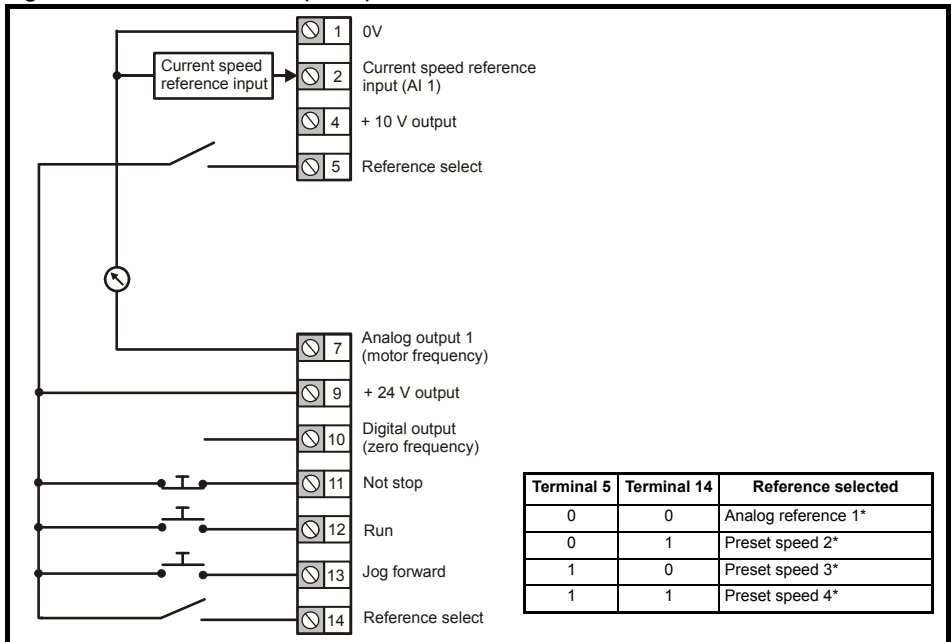 1 0V
Current speed
reference input
2 Current speed reference
input (AI 1)
4 + 10 V output
5 Reference select
7 Analog output 1
(motor frequency)
9 + 24 V output
10 Digital output
(zero frequency)
11 Not stop
12 Run
13 Jog forward
14 Reference select
Terminal 5 Terminal 14 Reference selected
0 0 Analog reference 1*
0 1 Preset speed 2*
1 0 Preset speed 3*
1 1 Preset speed 4*